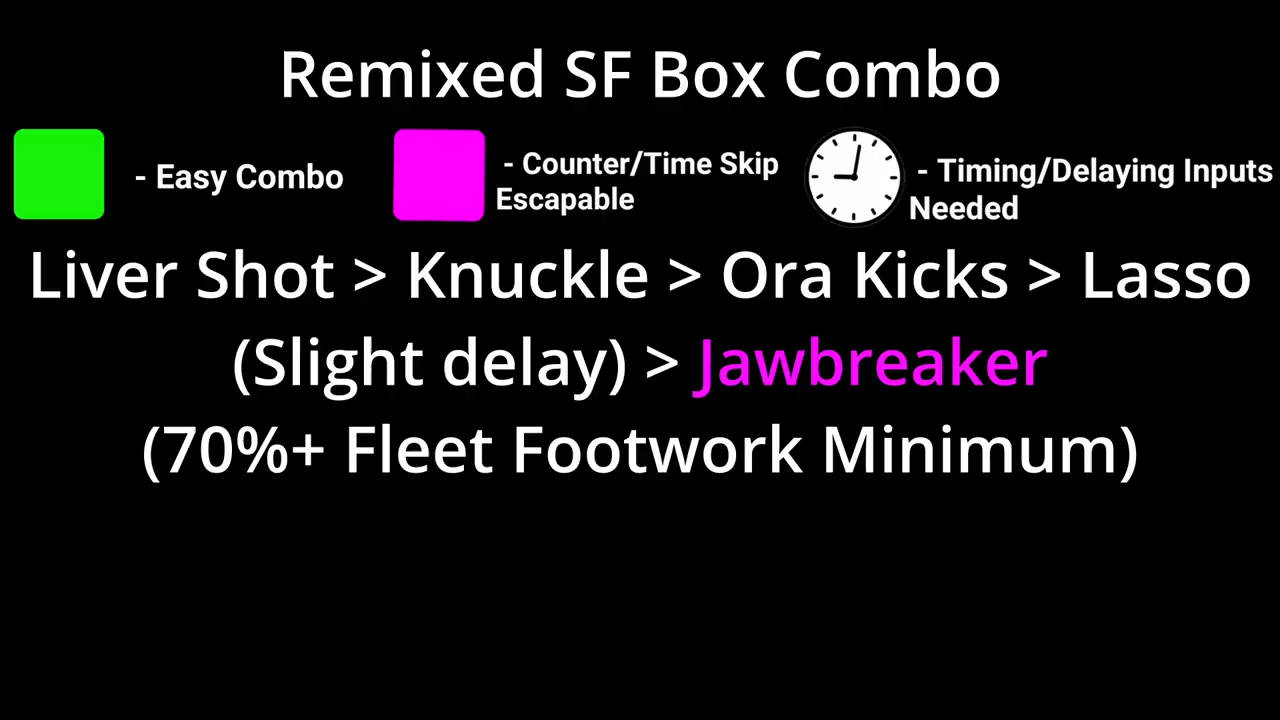 Remixed SF Box Combo
- Easy Combo
- Counter/Time Skip
Escapable
- Timing/Delaying Inputs
Needed
Liver Shot > Knuckle > Ora Kicks > Lasso
(Slight delay) > Jawbreaker
(70%+ Fleet Footwork Minimum)